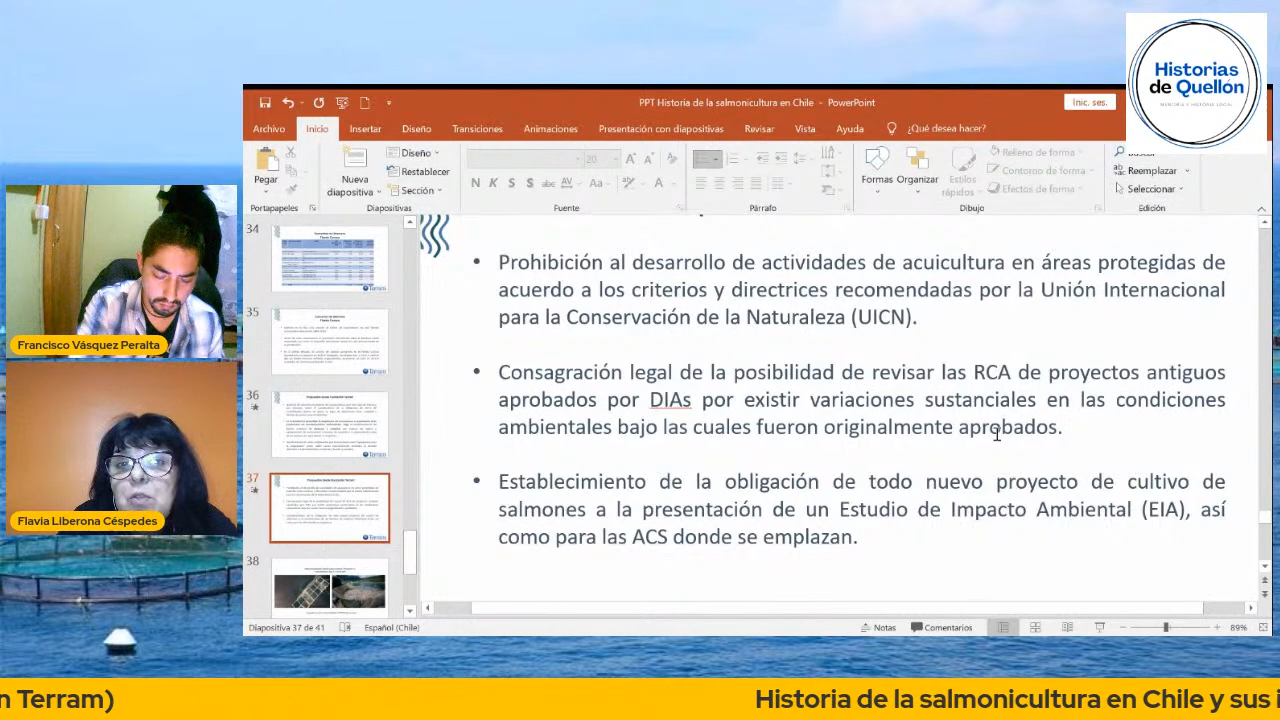 Historias
de Quellón
PPT Historia de la salmonicultura en Chile - PowerPoint
Inic. ses.
Archivo
Inicio
Insertar
Diseño
Transiciones
Animaciones
Presentación con diapositivas
Revisar
Vista
Ayuda
¿Qué desea hacer?
Pegar
Nueva
diapositiva
Diseño
Restablecer
Sección
20
N K S S abc AV Aa A
Formas
Organizar
Estilos
rápidos
Relleno de forma
Contorno de forma
Efectos de forma
Reemplazar
Seleccionar
Portapapeles
Diapositivas
Fuente
Párrafo
Dibujo
Edición
34
35
36
37
38
• Prohibición al desarrollo de actividades de acuicultura en áreas protegidas de
acuerdo a los criterios y directrices recomendadas por la Unión Internacional
para la Conservación de la Naturaleza (UICN).
• Consagración legal de la posibilidad de revisar las RCA de proyectos antiguos
aprobados por DIAs por existir variaciones sustanciales en las condiciones
ambientales bajo las cuals fueron originalmente aprobados.
• Establecimiento de la obligación de todo nuevo proyecto de cultivo de
salmones a la presentación de un Estudio de Impacto Ambiental (EIA), así
como para las ACS donde se emplazan.
Francisco Vásquez Peralta
Flavia Liberona Céspedes
Diapositiva 37 de 41
Español (Chile)
Notas
Comentarios
89%
n Terram)
Historia de la salmonicultura en Chile y sus i